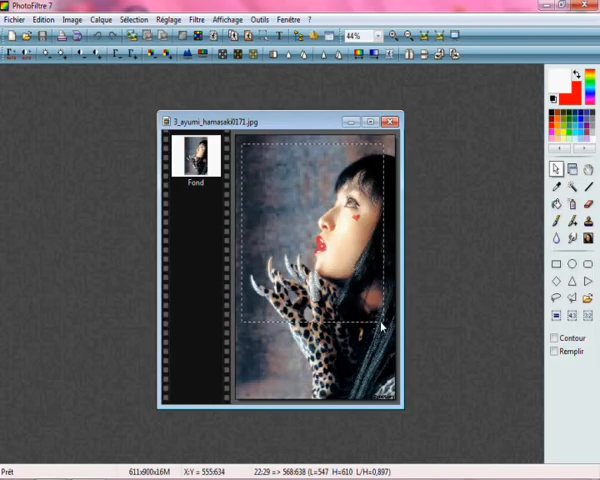 PhotoFiltre 7
Fichier Edition Image Calque Sélection Réglage Filtre Affichage Outils Fenêtre ?
44%
3_ayumi_hamasaki0171.jpg
Fond
Contour
Remplir
Prêt 611x900x16M X:Y = 555:634 22:29 => 568:638 (L=547 H=610 L/H=0,897)